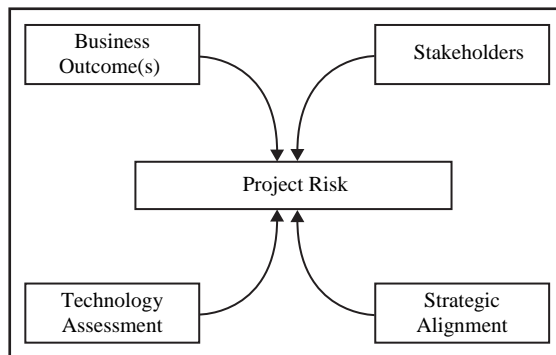 Business
Outcome(s)
Stakeholders
Project Risk
Technology
Assessment
Strategic
Alignment